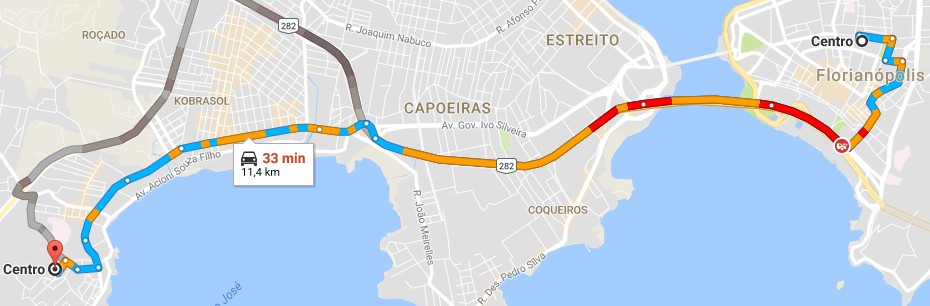 ROÇADO
282
R. Joaquim Nabuco
R. Afonso P
ESTREITO
Centro
Florianópolis
KOBRASOL
CAPOEIRAS
Av. Gov. Ivo Silveira
33 min
11,4 km
282
Av. Acioni Souza Filho
R. João Meirelles
COQUEIROS
R. Des. Pedro Silva
Centro
José